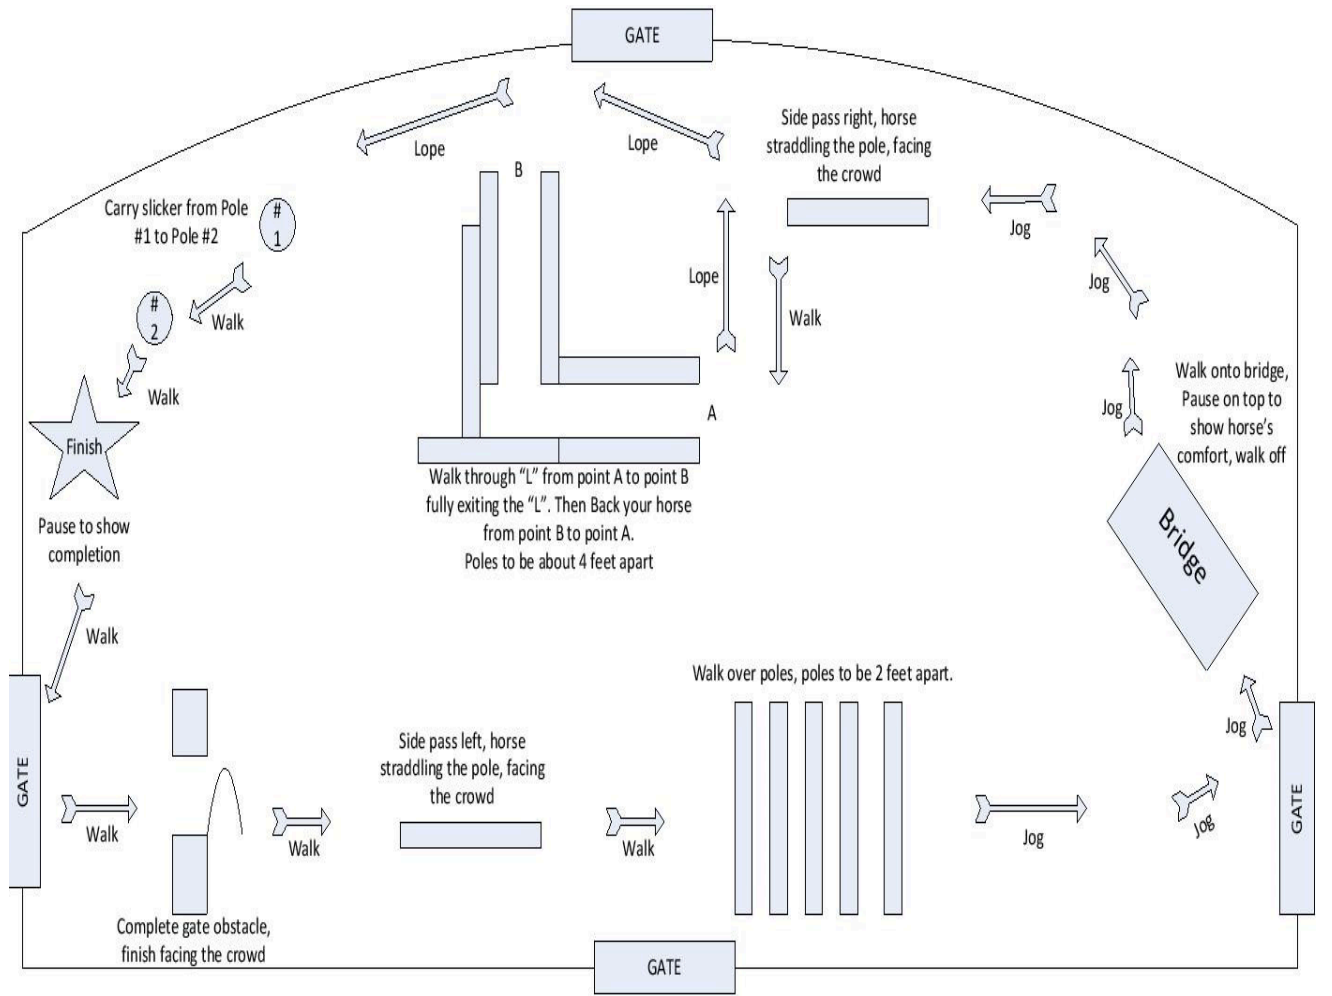 GATE
Lope
Lope
Side pass right, horse
straddling the pole, facing
the crowd
B
Carry slicker from Pole
#1 to Pole #2
#
1
Jog
Jog
Lope
Walk
#
2
Walk
Walk
Jog
Walk onto bridge,
Pause on top to
show horse's
comfort, walk off
A
Finish
Walk through “L” from point A to point B
fully exiting the “L”. Then Back your horse
from point B to point A.
Poles to be about 4 feet apart
Bridge
Pause to show
completion
Walk
Walk over poles, poles to be 2 feet apart.
Jog
Side pass left, horse
straddling the pole, facing
the crowd
GATE
Walk
Walk
Walk
Jog
Jog
GATE
Complete gate obstacle,
finish facing the crowd
GATE